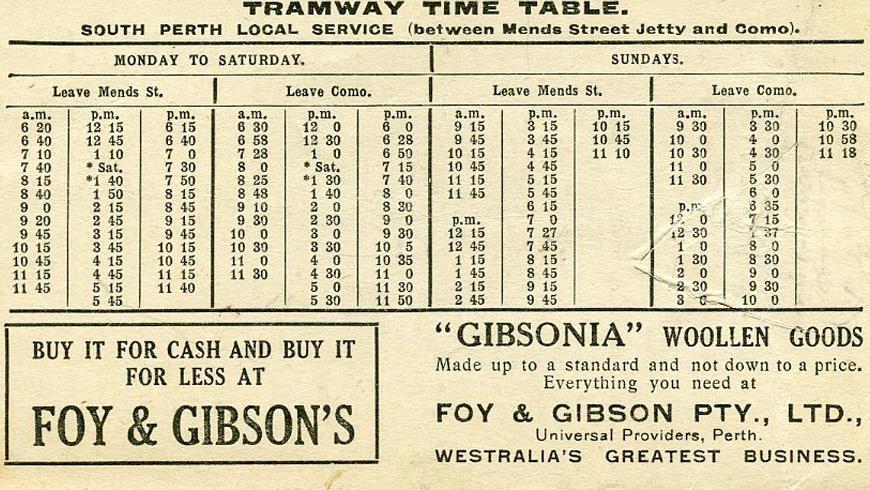 TRAMWAY TIME TABLE.
SOUTH PERTH LOCAL SERVICE (between Mends Street Jetty and Como).
MONDAY TO SATURDAY. SUNDAYS.
Leave Mends St. Leave Como. Leave Mends St. Leave Como.
a.m. p.m. p.m. a.m. p.m. p.m. a.m. p.m. p.m. a.m. p.m. p.m.
6 20 12 15 6 15 6 30 12 0 6 0 9 15 3 15 10 15 9 30 3 30 10 30
6 40 12 45 6 40 6 58 12 30 6 28 9 45 3 45 10 45 10 0 4 0 10 58
7 10 1 10 7 0 7 28 1 0 6 50 10 15 4 15 11 10 10 30 4 30 11 18
7 40 * Sat. 7 30 8 0 * Sat. 7 15 10 45 4 45 11 0 5 0
8 15 *1 40 7 50 8 25 *1 30 7 40 11 15 5 15 11 30 5 30
8 40 1 50 8 15 8 48 1 40 8 0 11 45 5 45 6 0
9 0 2 15 8 45 9 10 2 0 8 30 6 15 p.m. 6 35
9 20 2 45 9 15 9 30 2 30 9 0 p.m. 7 0 12 0 7 15
9 45 3 15 9 45 10 0 3 0 9 30 12 15 7 27 12 30 7 37
10 15 3 45 10 15 10 30 3 30 10 5 12 45 7 45 1 0 8 0
10 45 4 15 10 45 11 0 4 0 10 35 1 15 8 15 1 30 8 30
11 15 4 45 11 15 11 30 4 30 11 0 1 45 8 45 2 0 9 0
11 45 5 15 11 40 5 0 11 30 2 15 9 15 2 30 9 30
5 45 5 30 11 50 2 45 9 45 3 0 10 0
BUY IT FOR CASH AND BUY IT
FOR LESS AT
FOY & GIBSON'S
"GIBSONIA" WOOLLEN GOODS
Made up to a standard and not down to a price.
Everything you need at
FOY & GIBSON PTY., LTD.,
Universal Providers, Perth.
WESTRALIA'S GREATEST BUSINESS.